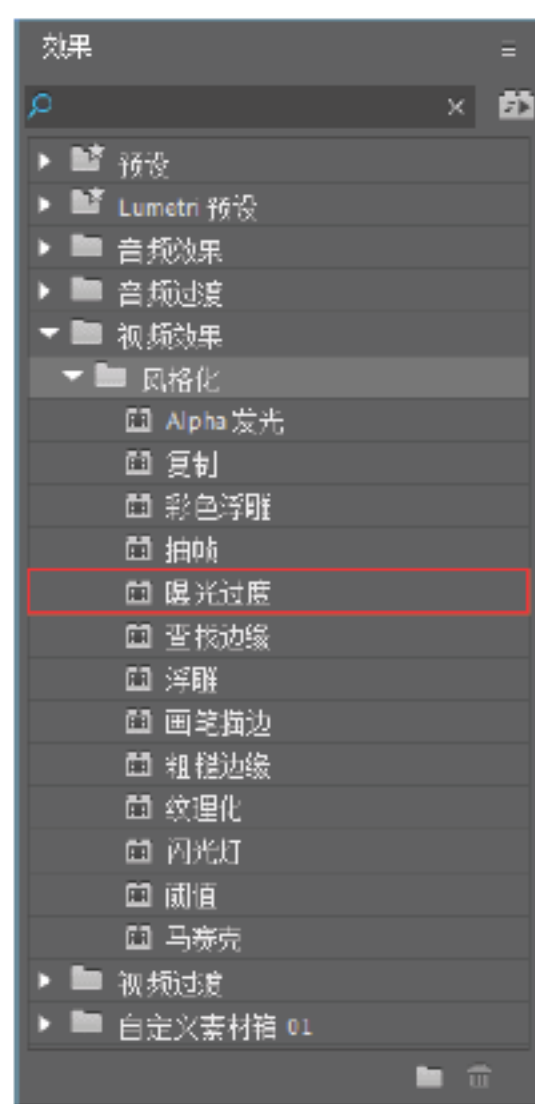 效果
预设
Lumetri 预设
音频效果
音频过渡
视频效果
风格化
Alpha 发光
复制
彩色浮雕
抽帧
曝光过度
查找边缘
浮雕
画笔描边
粗糙边缘
纹理化
闪光灯
阈值
马赛克
视频过渡
自定义素材箱 01